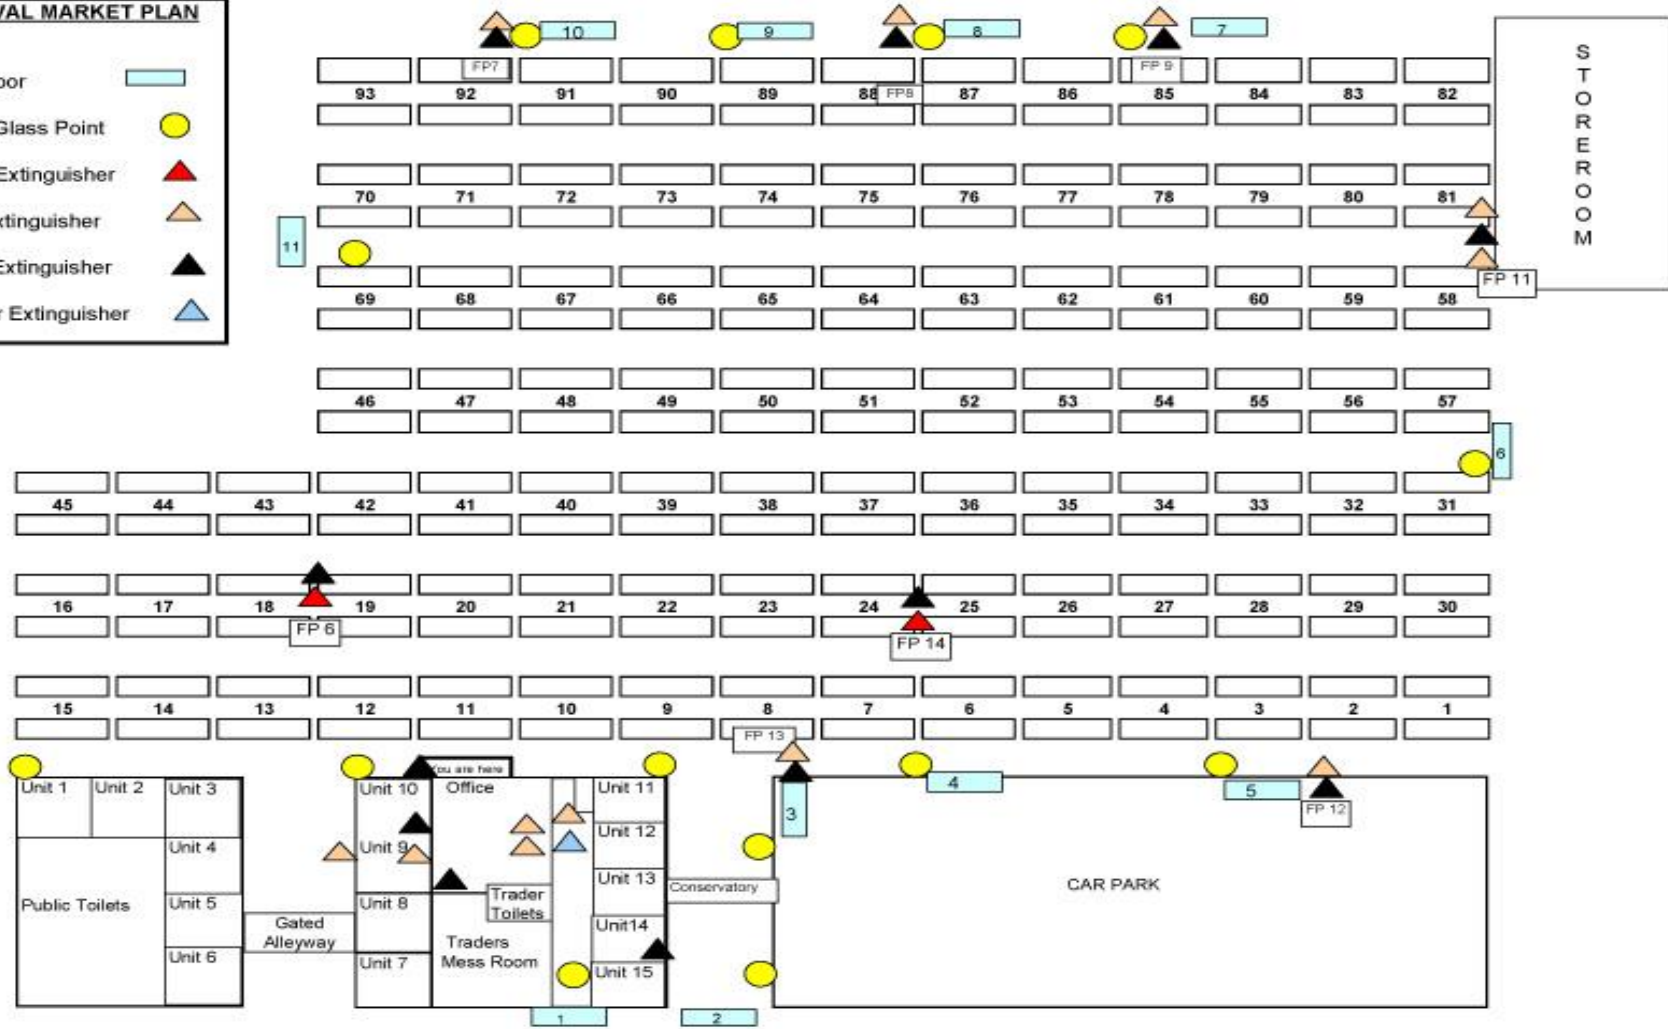 VAL MARKET PLAN
oor
Glass Point
Extinguisher
xtinguisher
Extinguisher
r Extinguisher
10 9 8 7
FP7 FP 9
93 92 91 90 89 88 FP8 87 86 85 84 83 82
STOREROOM
70 71 72 73 74 75 76 77 78 79 80 81
11
FP 11
69 68 67 66 65 64 63 62 61 60 59 58
46 47 48 49 50 51 52 53 54 55 56 57
6
45 44 43 42 41 40 39 38 37 36 35 34 33 32 31
16 17 18 19 20 21 22 23 24 25 26 27 28 29 30
FP 6 FP 14
15 14 13 12 11 10 9 8 7 6 5 4 3 2 1
FP 13
You are here
Unit 1 Unit 2 Unit 3 Unit 10 Office Unit 11
3 4 5
FP 12
Unit 12
Unit 4 Unit 9
Unit 13 Conservatory CAR PARK
Public Toilets Unit 5 Unit 8
Trader
Toilets
Gated
Alleyway
Unit14
Traders
Mess Room
Unit 6 Unit 7 Unit 15
1 2